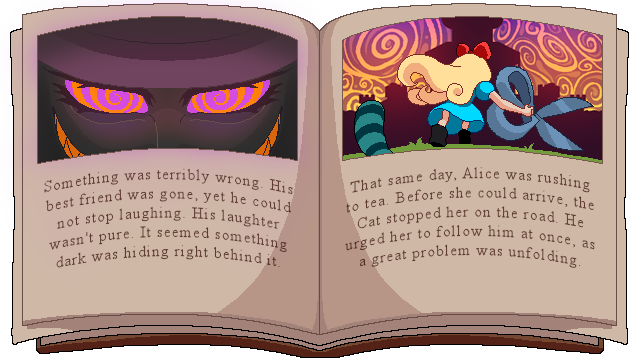 Something was terribly wrong. His
best friend was gone, yet he could
not stop laughing. His laughter
wasn't pure. It seemed something
dark was hiding right behind it.
That same day, Alice was rushing
to tea. Before she could arrive, the
Cat stopped her on the road. He
urged her to follow him at once, as
a great problem was unfolding.